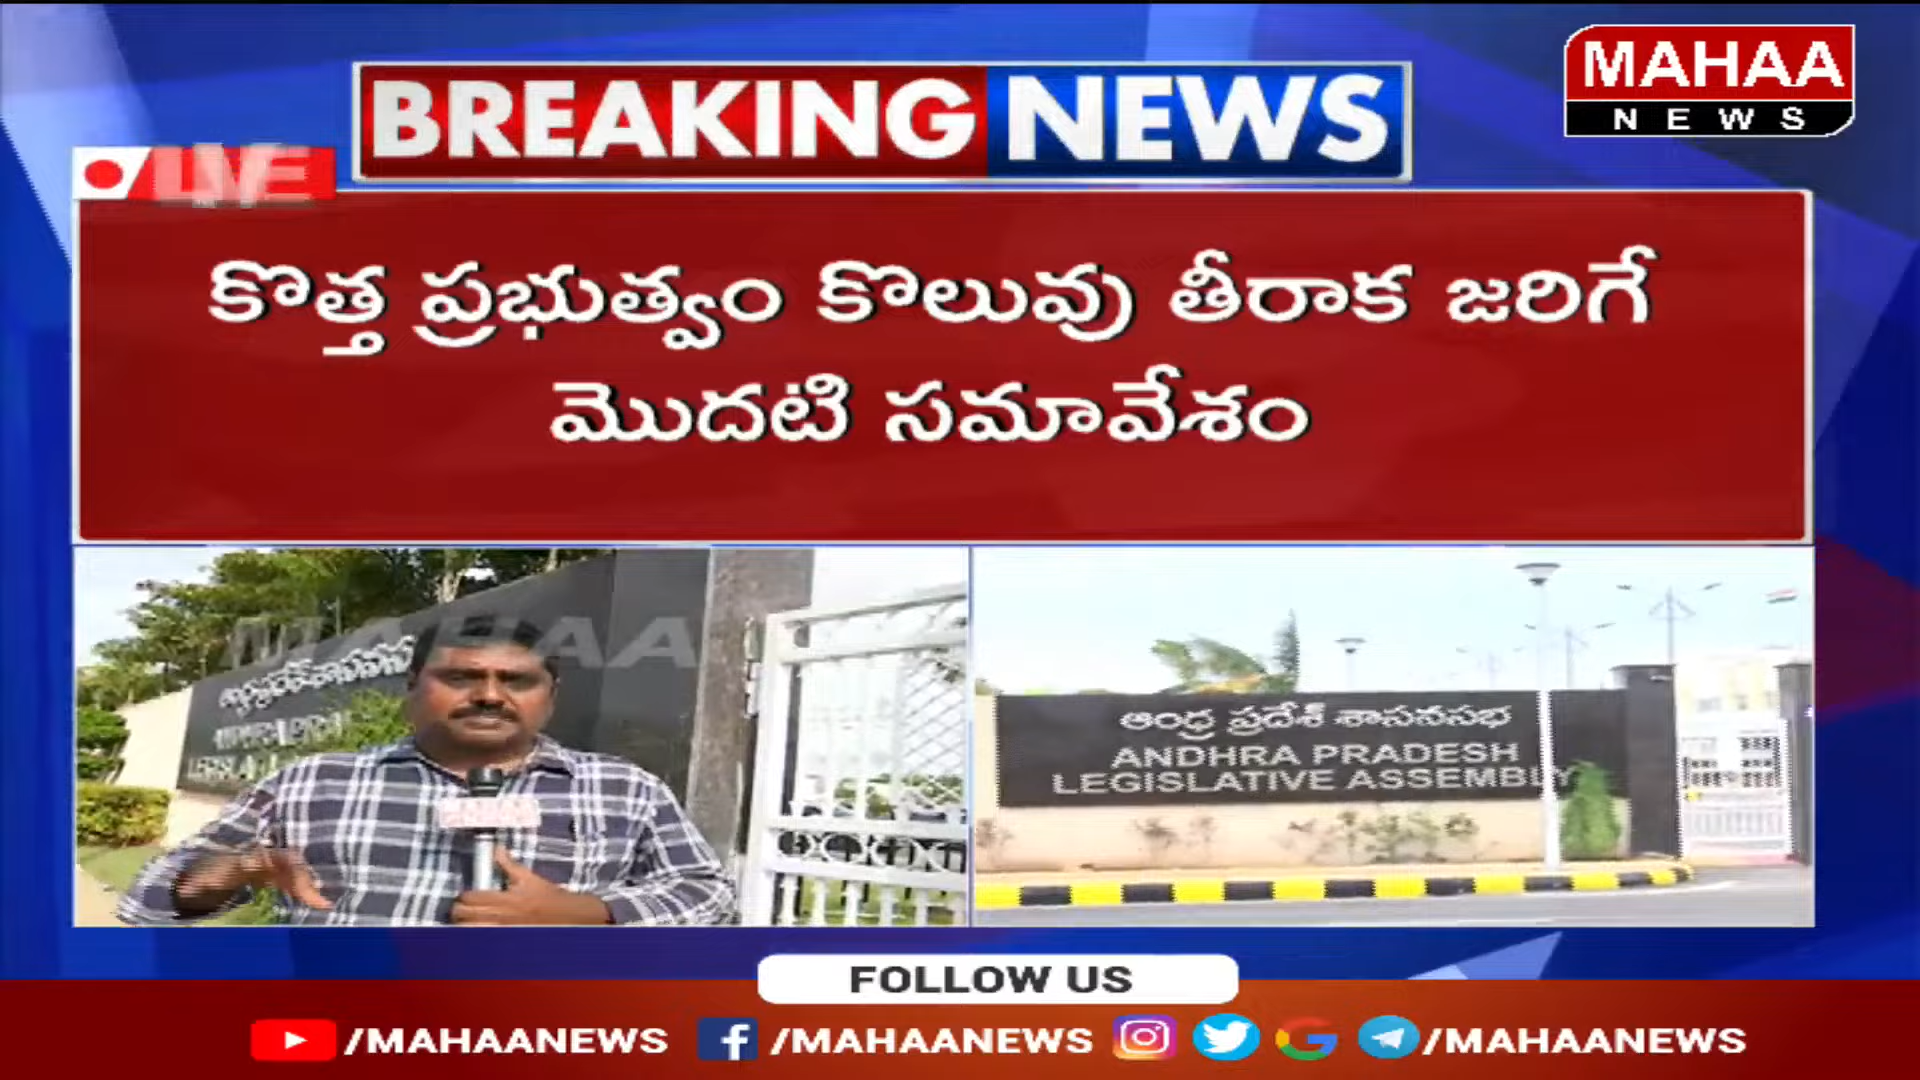 MAHAA
NEWS
BREAKING NEWS
LIVE
కొత్త ప్రభుత్వం కొలువు తీరాక జరిగే
మొదటి సమావేశం
MAHAA
ఆంధ్ర ప్రదేశ్ శాసనసభ
ANDHRA PRADESH
LEGISLATIVE ASSEMBLY
FOLLOW US
/MAHAANEWS /MAHAANEWS /MAHAANEWS